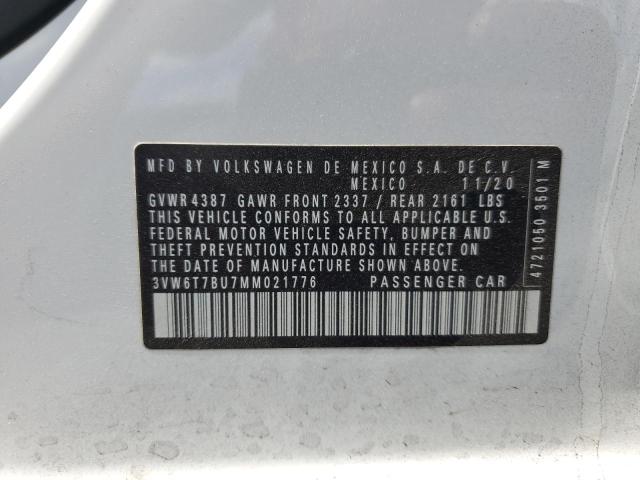 MFD BY VOLKSWAGEN DE MEXICO S.A. DE C.V.
MEXICO 11/20
GVWR 4387 GAWR FRONT 2337 / REAR 2161 LBS
THIS VEHICLE CONFORMS TO ALL APPLICABLE U.S.
FEDERAL MOTOR VEHICLE SAFETY, BUMPER AND
THEFT PREVENTION STANDARDS IN EFFECT ON
THE DATE OF MANUFACTURE SHOWN ABOVE.
3VW6T7BU7MM021776 PASSENGER CAR
4721050 3501 M